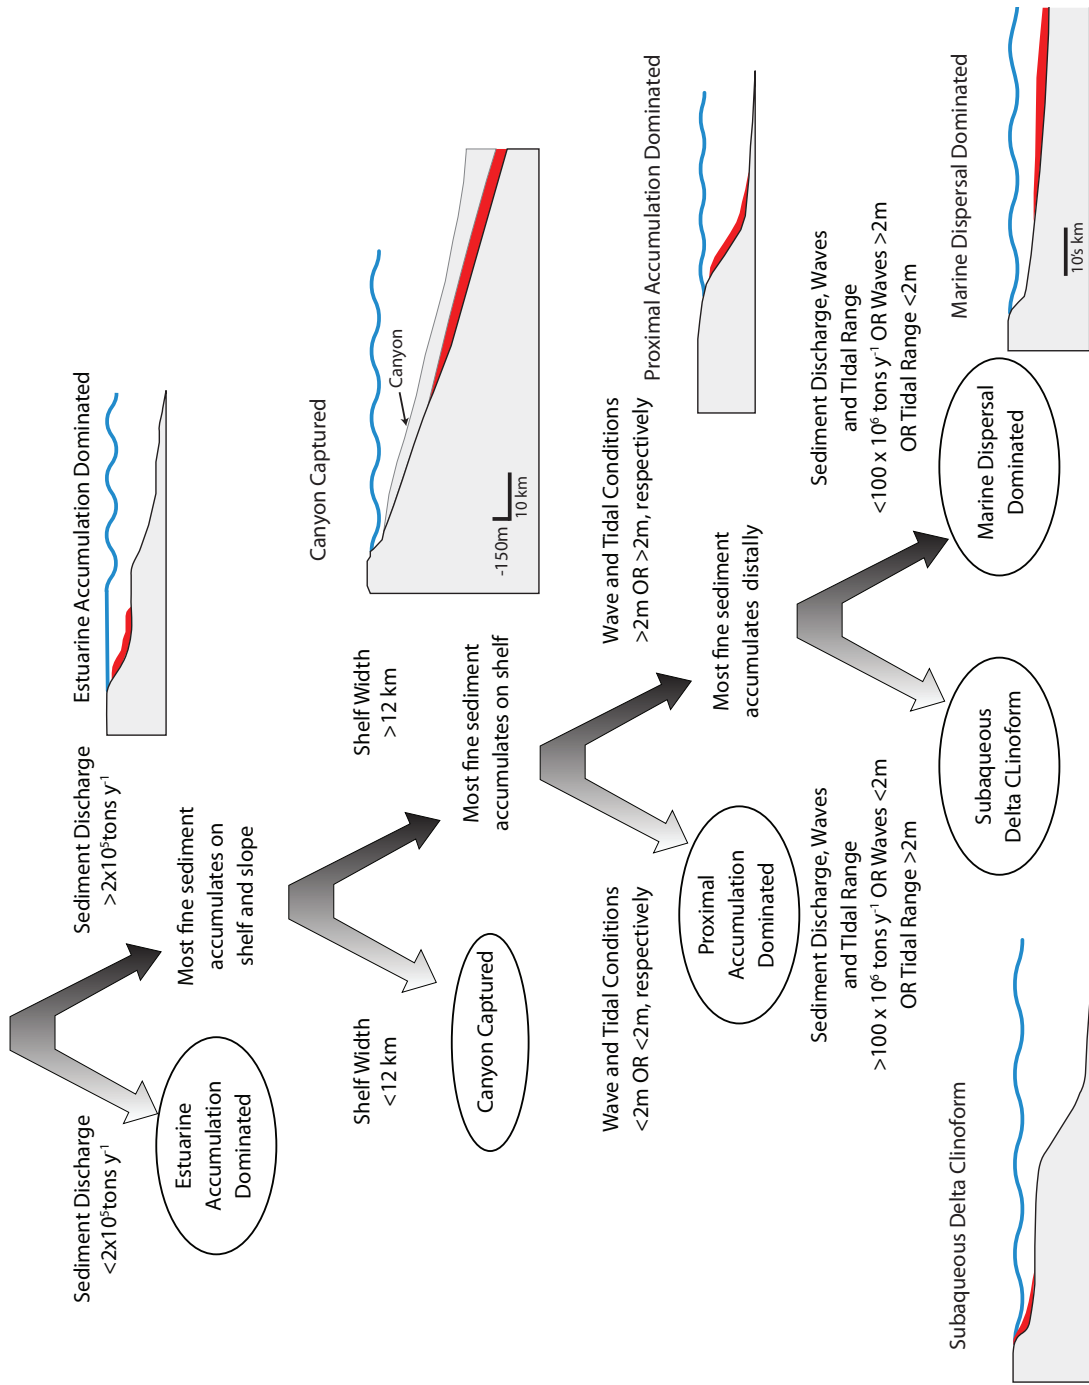 Sediment Discharge
<2x10⁵tons y⁻¹
Sediment Discharge
>2x10⁵tons y⁻¹
Estuarine Accumulation Dominated
Estuarine
Accumulation
Dominated
Most fine sediment
accumulates on
shelf and slope
Shelf Width
<12 km
Shelf Width
>12 km
Canyon Captured
Canyon
-150m
10 km
Canyon Captured
Most fine sediment
accumulates on shelf
Wave and Tidal Conditions
<2m OR <2m, respectively
Wave and Tidal Conditions
>2m OR >2m, respectively
Proximal Accumulation Dominated
Proximal
Accumulation
Dominated
Most fine sediment
accumulates distally
Sediment Discharge, Waves
and TIdal Range
>100 x 10⁶ tons y⁻¹ OR Waves <2m
OR Tidal Range >2m
Sediment Discharge, Waves
and TIdal Range
<100 x 10⁶ tons y⁻¹ OR Waves >2m
OR Tidal Range <2m
Subaqueous Delta Clinoform
Subaqueous
Delta CLinoform
Marine Dispersal
Dominated
Marine Dispersal Dominated
10's km